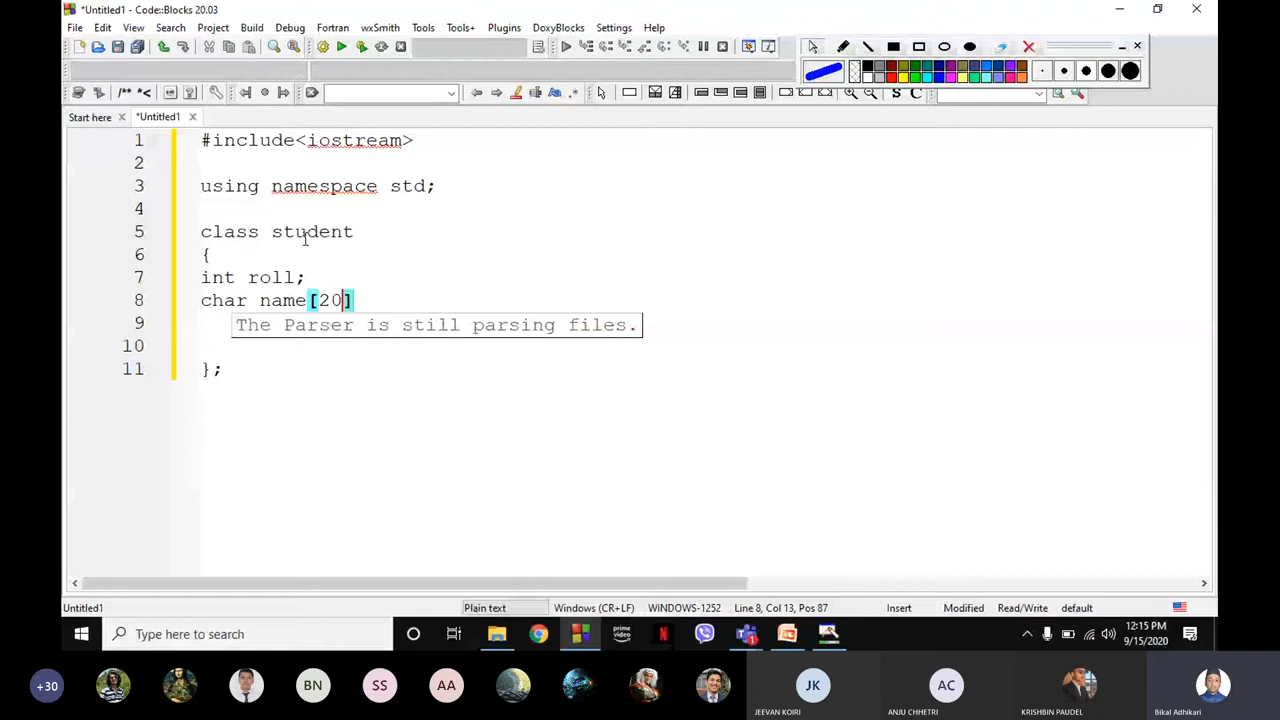 *Untitled1 - Code::Blocks 20.03
File Edit View Search Project Build Debug Fortran wxSmith Tools Tools+ Plugins DoxyBlocks Settings Help
/** *<
S C
Start here *Untitled1
1 #include<iostream>
2
3 using namespace std;
4
5 class student
6 {
7 int roll;
8 char name[20]
9 The Parser is still parsing files.
10
11 };
Untitled1 Plain text Windows (CR+LF) WINDOWS-1252 Line 8, Col 13, Pos 87 Insert Modified Read/Write default
Type here to search
prime video
12:15 PM
9/15/2020
+30 BN SS AA JK AC
JEEVAN KOIRI ANJU CHHETRI KRISHBIN PAUDEL Bikal Adhikari